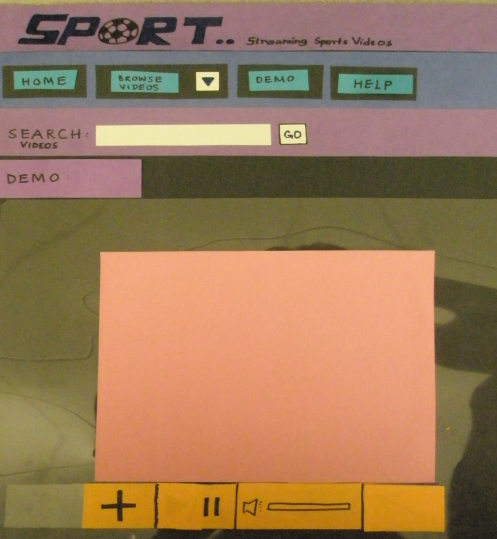 SPORT..
Streaming Sports Videos
HOME
BROWSE
VIDEOS
DEMO
HELP
SEARCH:
VIDEOS
GO
DEMO